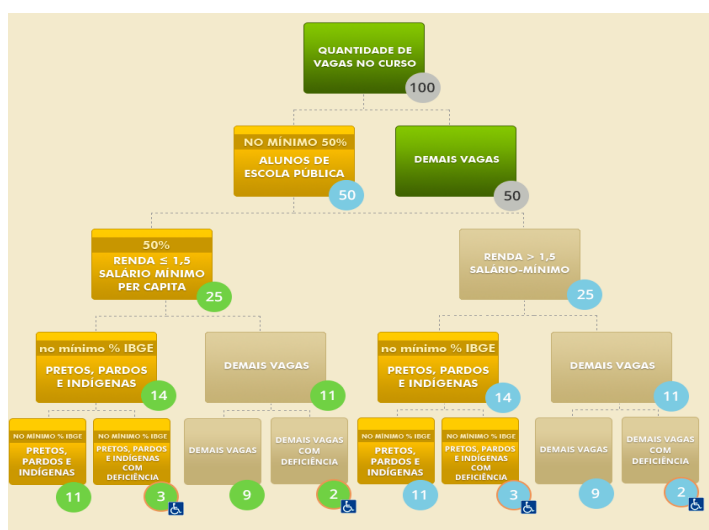 QUANTIDADE DE
VAGAS NO CURSO
100
NO MÍNIMO 50%
ALUNOS DE
ESCOLA PÚBLICA
50
DEMAIS VAGAS
50
50%
RENDA ≤ 1,5
SALÁRIO MÍNIMO
PER CAPITA
25
RENDA > 1,5
SALÁRIO-MÍNIMO
25
no mínimo % IBGE
PRETOS, PARDOS
E INDÍGENAS
14
DEMAIS VAGAS
11
no mínimo % IBGE
PRETOS, PARDOS
E INDÍGENAS
14
DEMAIS VAGAS
11
NO MÍNIMO % IBGE
PRETOS,
PARDOS E
INDÍGENAS
11
NO MÍNIMO % IBGE
PRETOS, PARDOS
E INDÍGENAS
COM
DEFICIÊNCIA
3
DEMAIS VAGAS
9
DEMAIS VAGAS
COM
DEFICIÊNCIA
2
NO MÍNIMO % IBGE
PRETOS,
PARDOS E
INDÍGENAS
11
NO MÍNIMO % IBGE
PRETOS, PARDOS
E INDÍGENAS
COM
DEFICIÊNCIA
3
DEMAIS VAGAS
9
DEMAIS VAGAS
COM
DEFICIÊNCIA
2